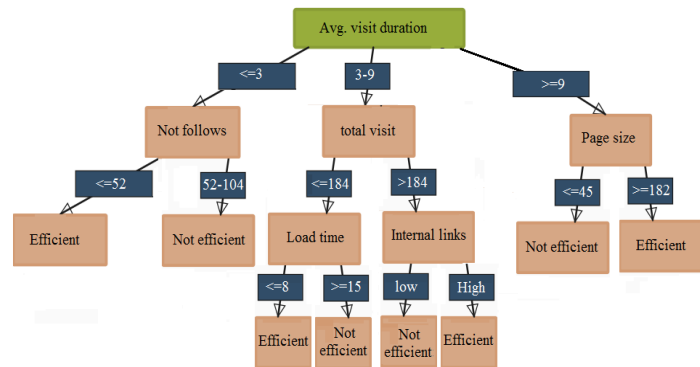 Avg. visit duration
<=3
3-9
>=9
Not follows
total visit
Page size
<=52
52-104
<=184
>184
<=45
>=182
Efficient
Not efficient
Load time
Internal links
Not efficient
Efficient
<=8
>=15
low
High
Efficient
Not
efficient
Not
efficient
Efficient